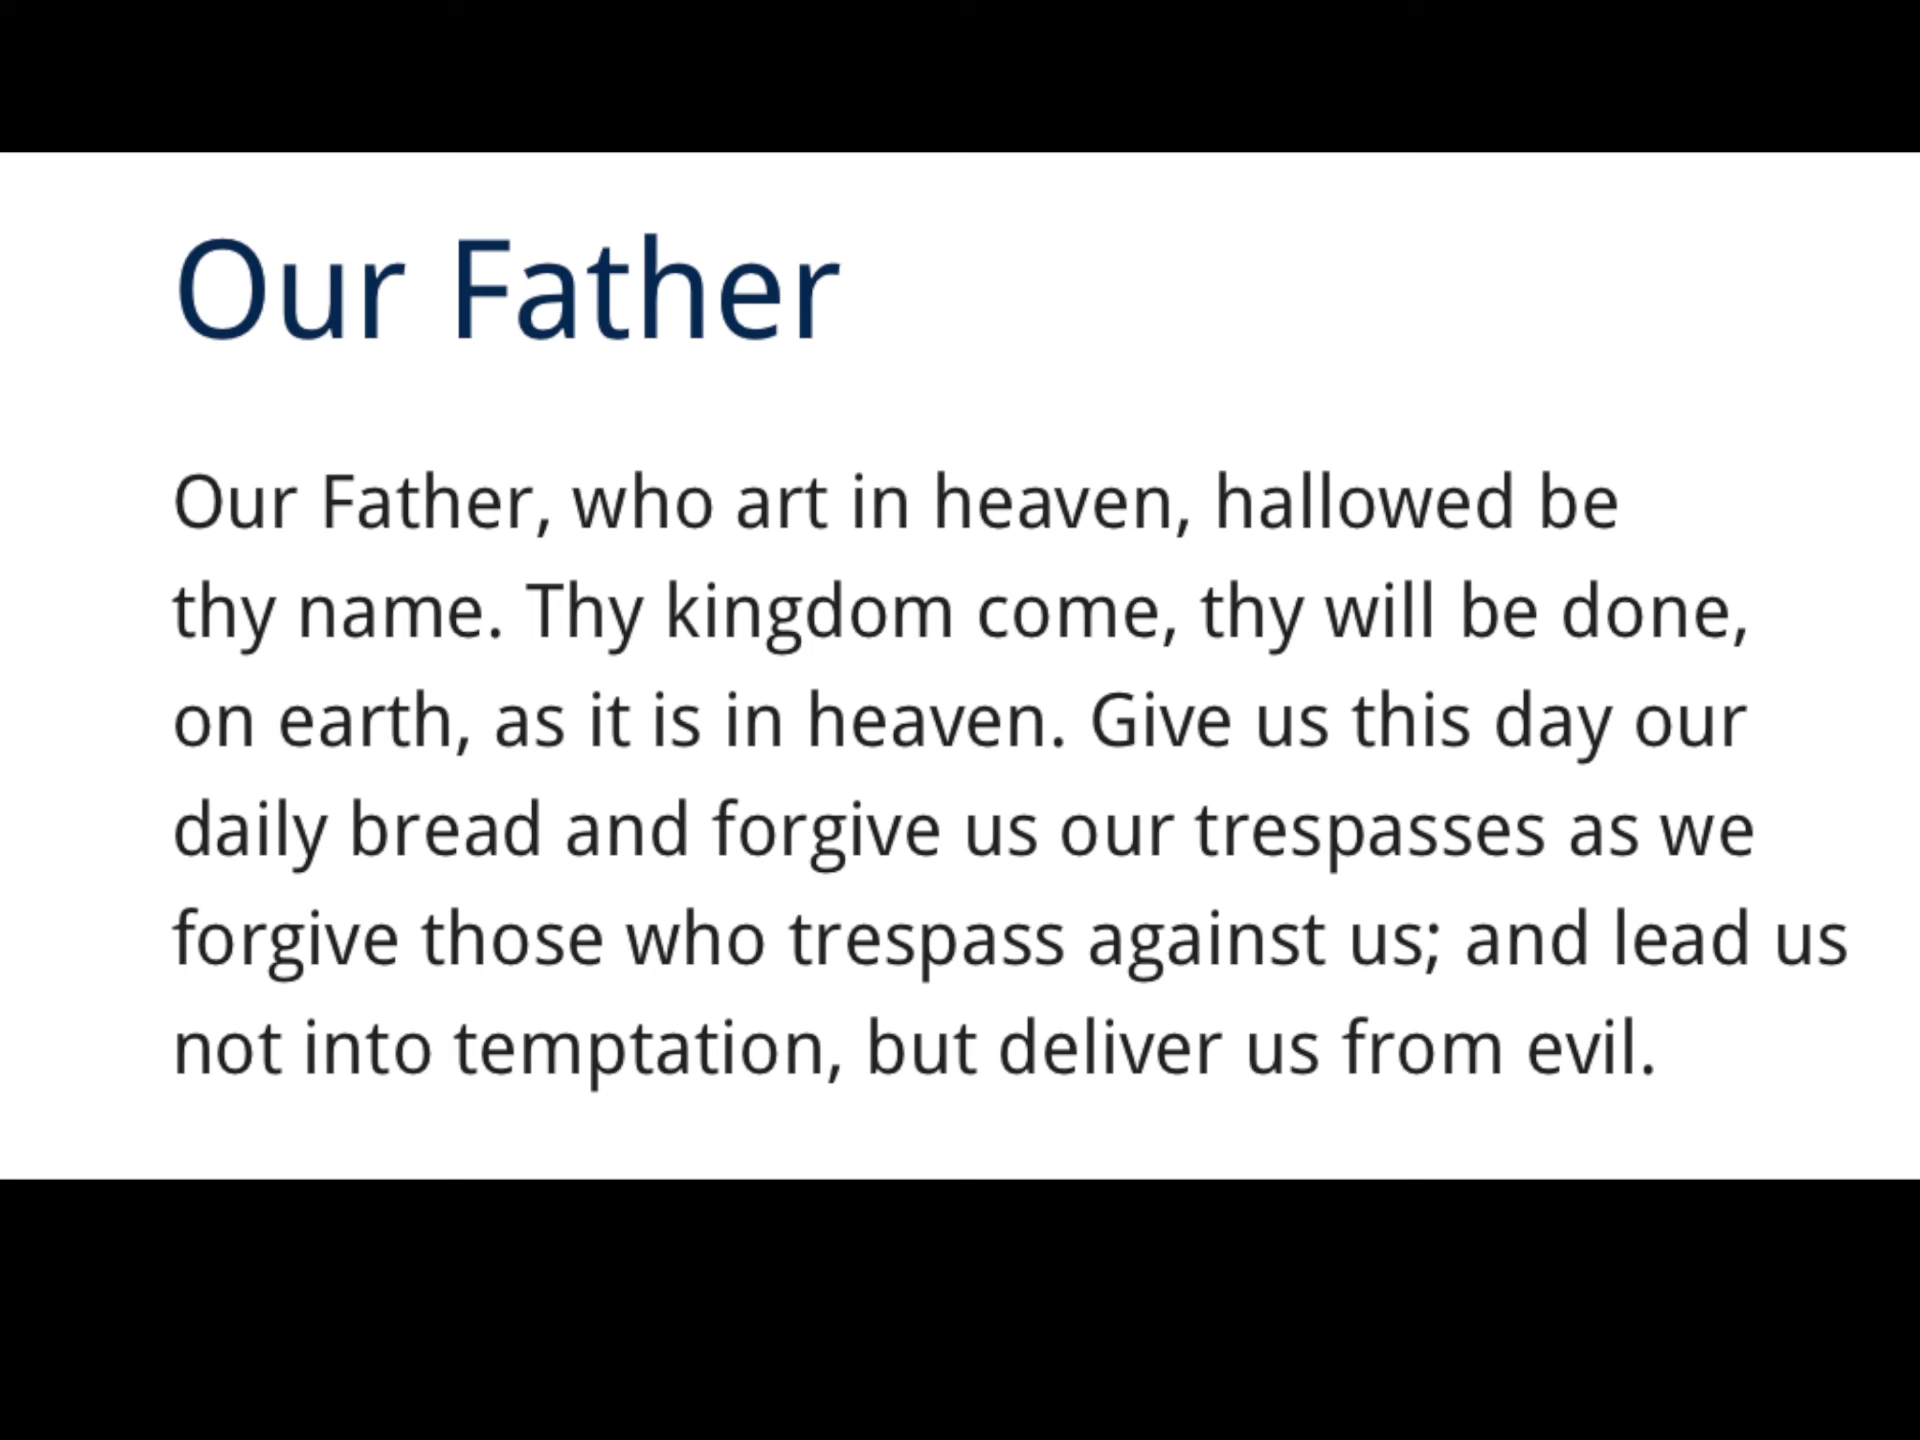 Our Father
Our Father, who art in heaven, hallowed be
thy name. Thy kingdom come, thy will be done,
on earth, as it is in heaven. Give us this day our
daily bread and forgive us our trespasses as we
forgive those who trespass against us; and lead us
not into temptation, but deliver us from evil.